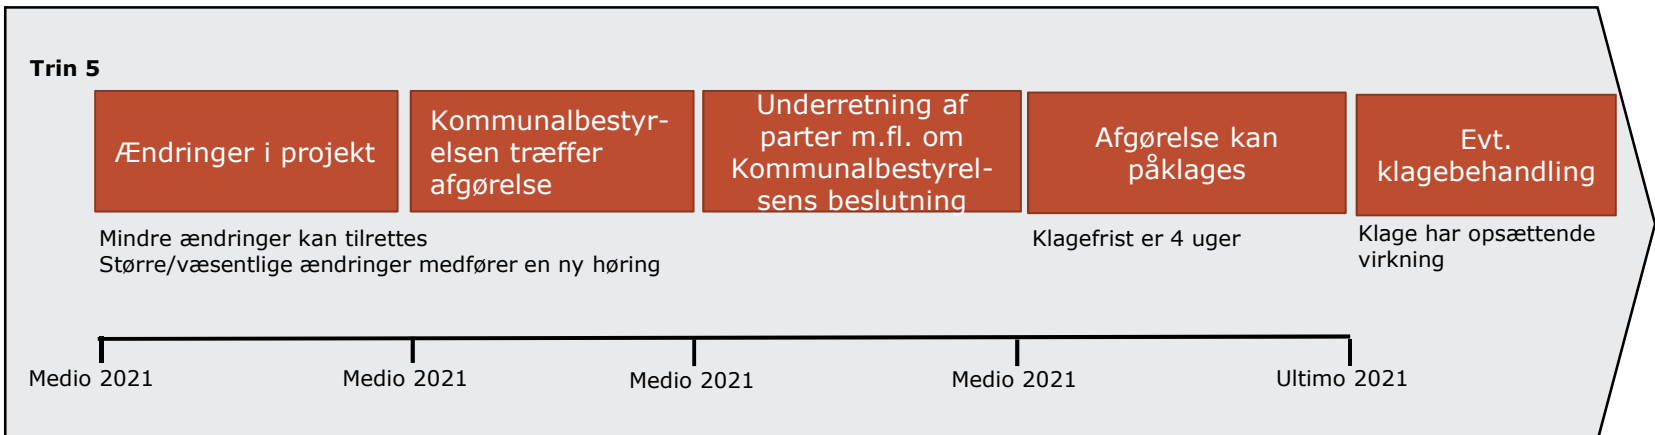 Trin 5
Ændringer i projekt
Kommunalbestyr-
elsen træffer
afgørelse
Underretning af
parter m.fl. om
Kommunalbestyrel-
sens beslutning
Afgørelse kan
påklages
Evt.
klagebehandling
Mindre ændringer kan tilrettes
Større/væsentlige ændringer medfører en ny høring
Klagefrist er 4 uger
Klage har opsættende
virkning
Medio 2021
Medio 2021
Medio 2021
Medio 2021
Ultimo 2021